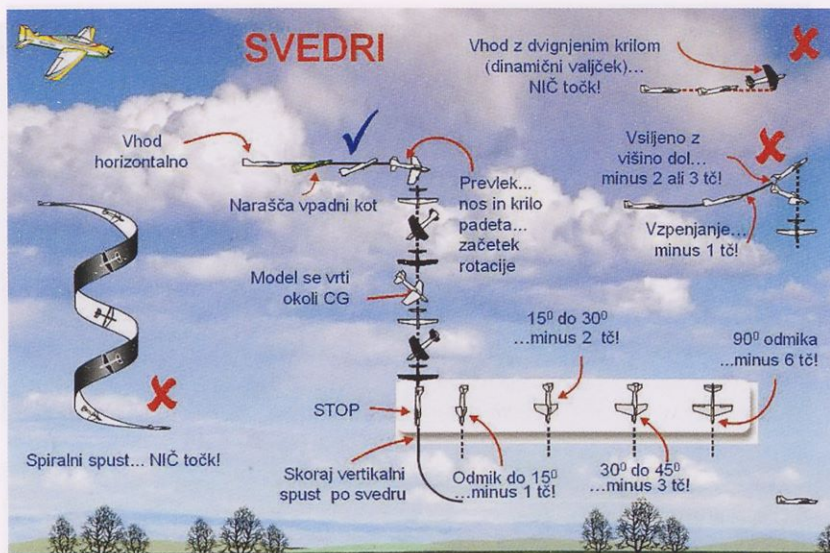 SVEDRI
Vhod z dvignjenim krilom
(dinamični valjček)...
NIČ točk!
Vhod
horizontalno
Narašča vpadni kot
Prevlek...
nos in krilo
padeta...
začetek
rotacije
Vsiljeno z
višino dol...
minus 2 ali 3 tč!
Vzpenjanje...
minus 1 tč!
Model se vrti
okoli CG
15⁰ do 30⁰
...minus 2 tč!
90⁰ odmika
...minus 6 tč!
STOP
Spiralni spust... NIČ točk!
Skoraj vertikalni
spust po svedru
Odmik do 15⁰
...minus 1 tč!
30⁰ do 45⁰
...minus 3 tč!